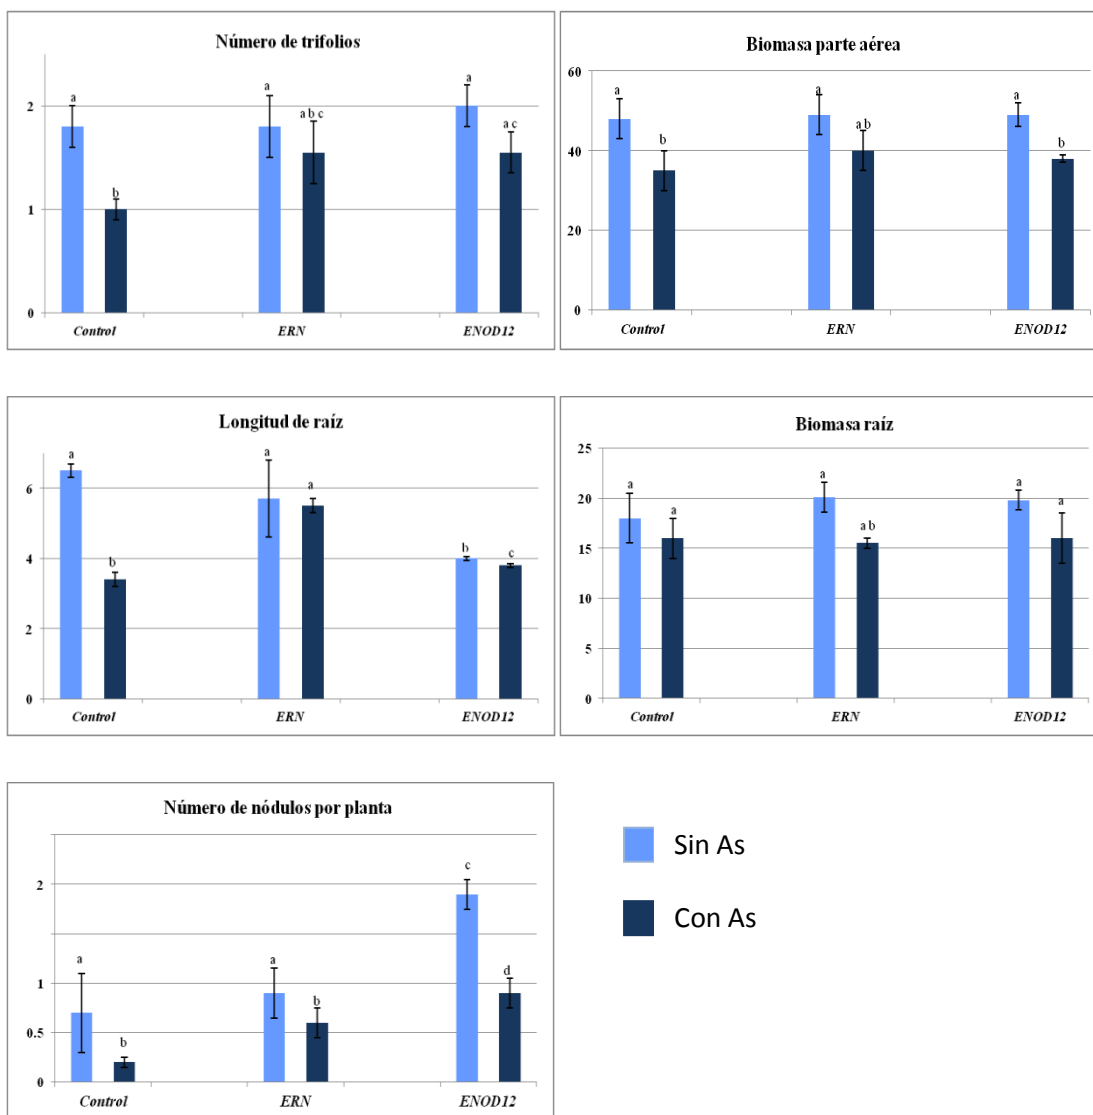 Número de trifolios
2
1
0
a
b
a
a b c
a
a c
Control
ERN
ENOD12
Biomasa parte aérea
60
40
20
0
a
b
a
a b
a
b
Control
ERN
ENOD12
Longitud de raíz
6
4
2
0
a
b
a
a
b
c
Control
ERN
ENOD12
Biomasa raíz
25
20
15
10
5
0
a
a
a
a b
a
a
Control
ERN
ENOD12
Número de nódulos por planta
2
1
0.5
0
a
b
a
b
c
d
Control
ERN
ENOD12
Sin As
Con As